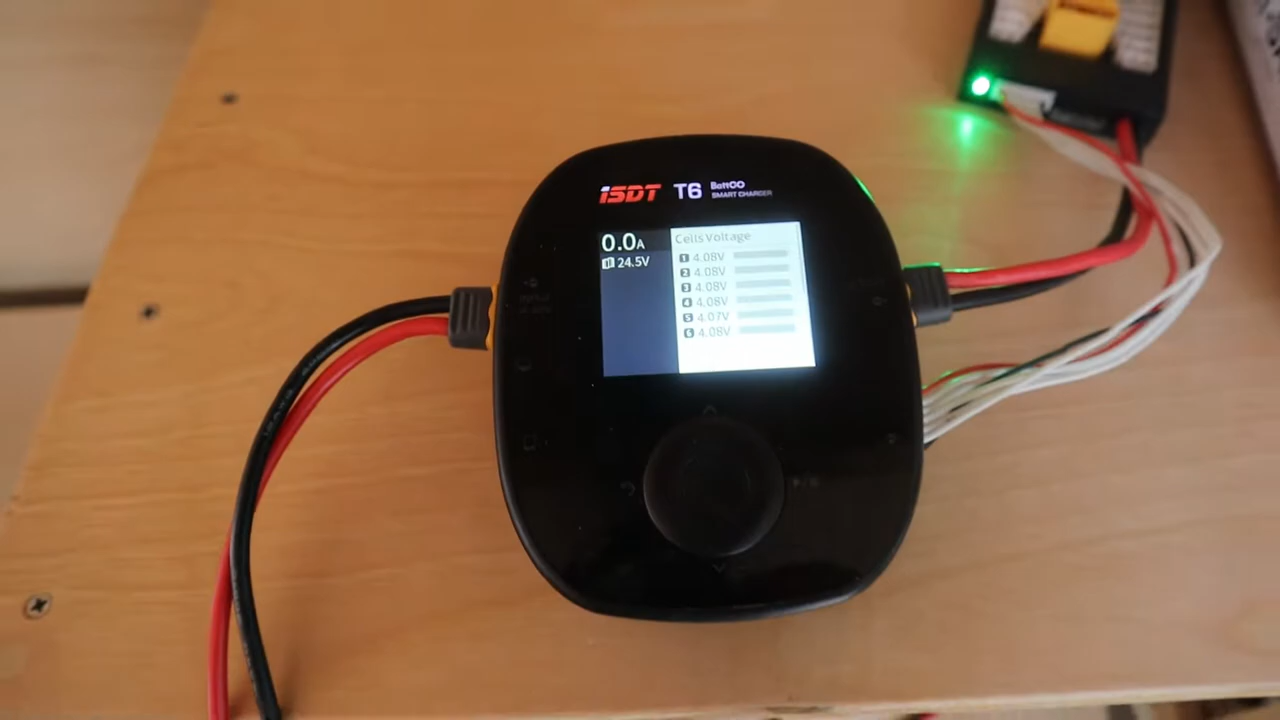 iSDT T6 BattGO
SMART CHARGER
0.0A
24.5V
Cells Voltage
1 4.08V
2 4.08V
3 4.08V
4 4.08V
5 4.07V
6 4.08V